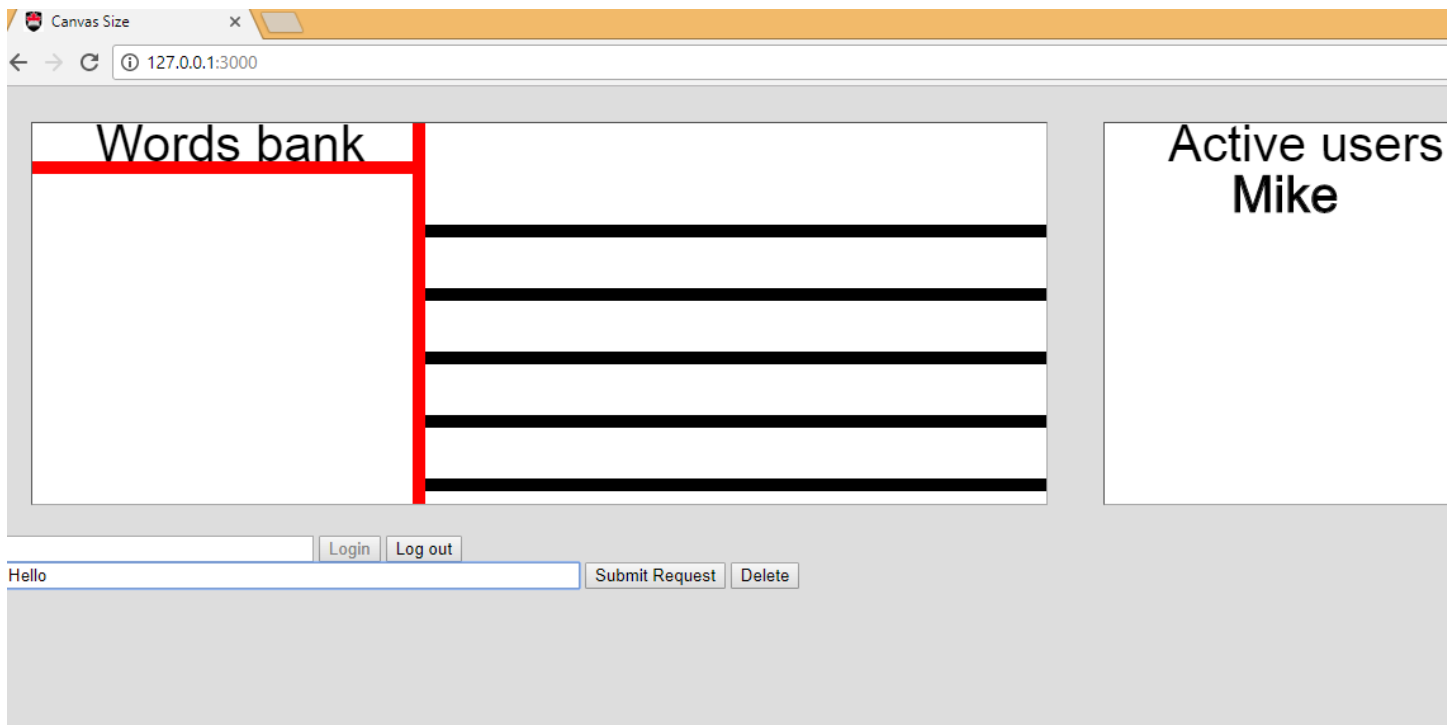 Canvas Size
127.0.0.1:3000
Words bank
Active users
Mike
Login Log out
Hello Submit Request Delete